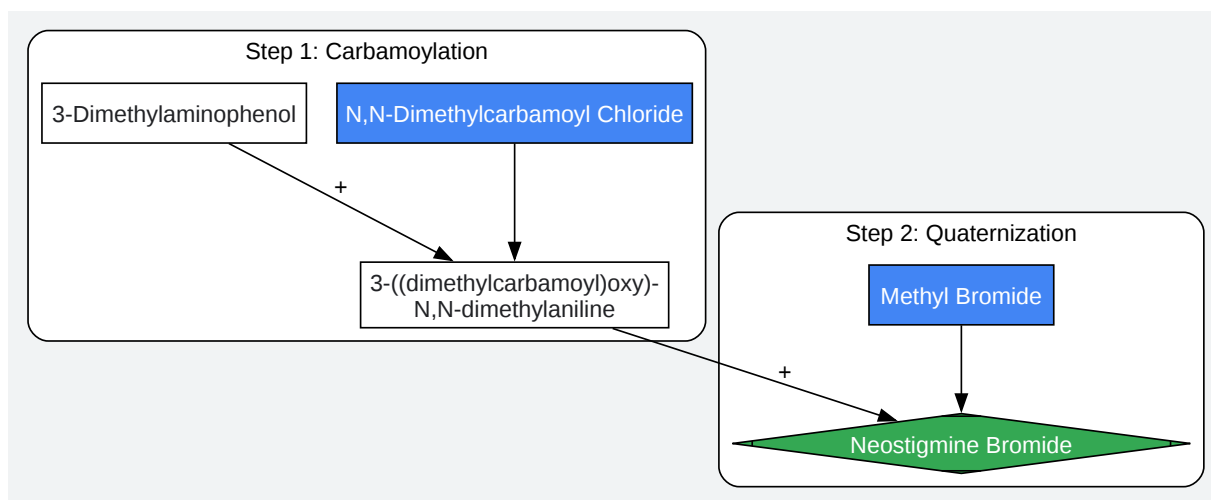 Step 1: Carbamoylation
3-Dimethylaminophenol
N,N-Dimethylcarbamoyl Chloride
+
3-((dimethylcarbamoyl)oxy)-
N,N-dimethylaniline
Step 2: Quaternization
Methyl Bromide
+
Neostigmine Bromide